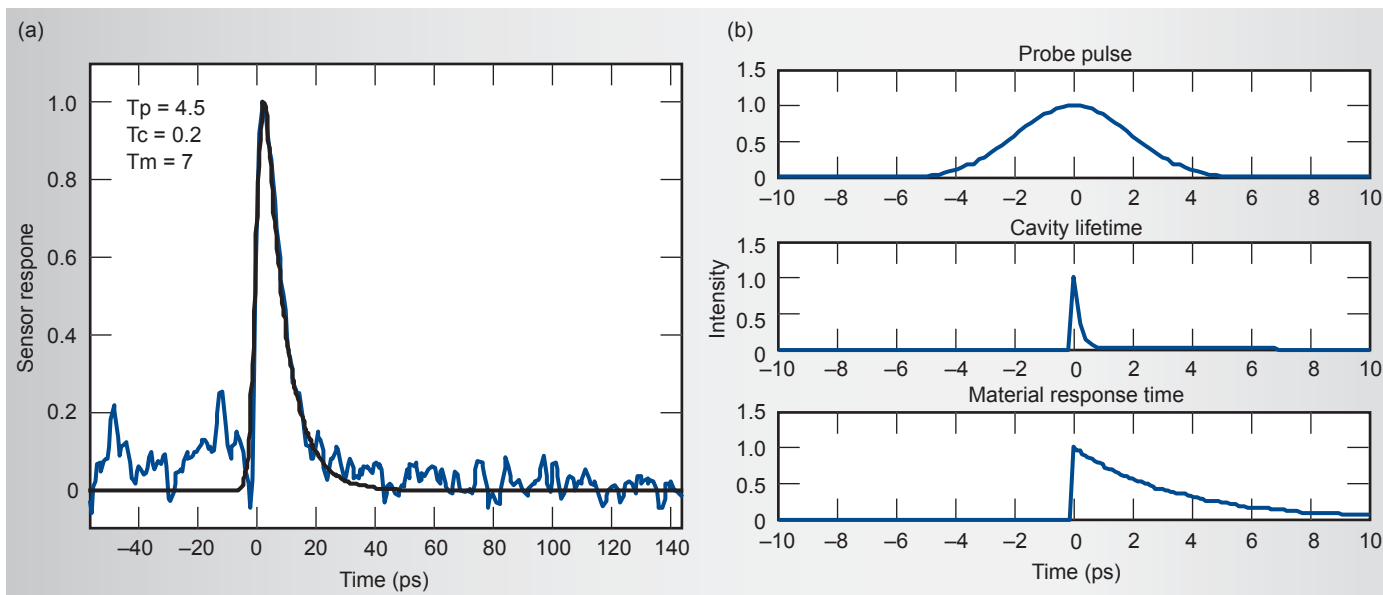 (a)
Tp = 4.5
Tc = 0.2
Tm = 7
Sensor respone
1.0
0.8
0.6
0.4
0.2
0
–40 –20 0 20 40 60 80 100 120 140
Time (ps)
(b)
Intensity
Probe pulse
1.5
1.0
0.5
0
–10 –8 –6 –4 –2 0 2 4 6 8 10
Cavity lifetime
1.5
1.0
0.5
0
–10 –8 –6 –4 –2 0 2 4 6 8 10
Material response time
1.5
1.0
0.5
0
–10 –8 –6 –4 –2 0 2 4 6 8 10
Time (ps)